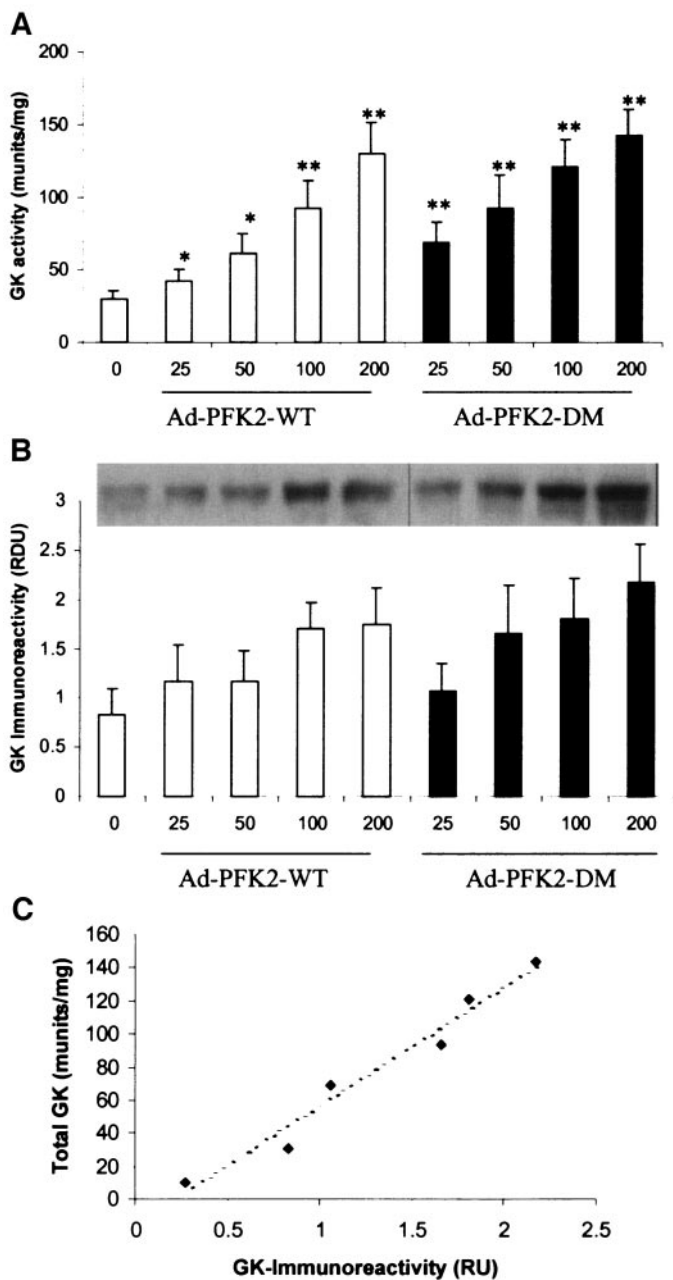 A
200
150
100
50
0
GK activity (munits/mg)
* * ** ** ** ** ** **
0 25 50 100 200 25 50 100 200
Ad-PFK2-WT Ad-PFK2-DM
B
3
2.5
2
1.5
1
0.5
0
GK Immunoreactivity (RDU)
0 25 50 100 200 25 50 100 200
Ad-PFK2-WT Ad-PFK2-DM
C
160
140
120
100
80
60
40
20
0
Total GK (munits/mg)
0 0.5 1 1.5 2 2.5
GK-Immunoreactivity (RU)